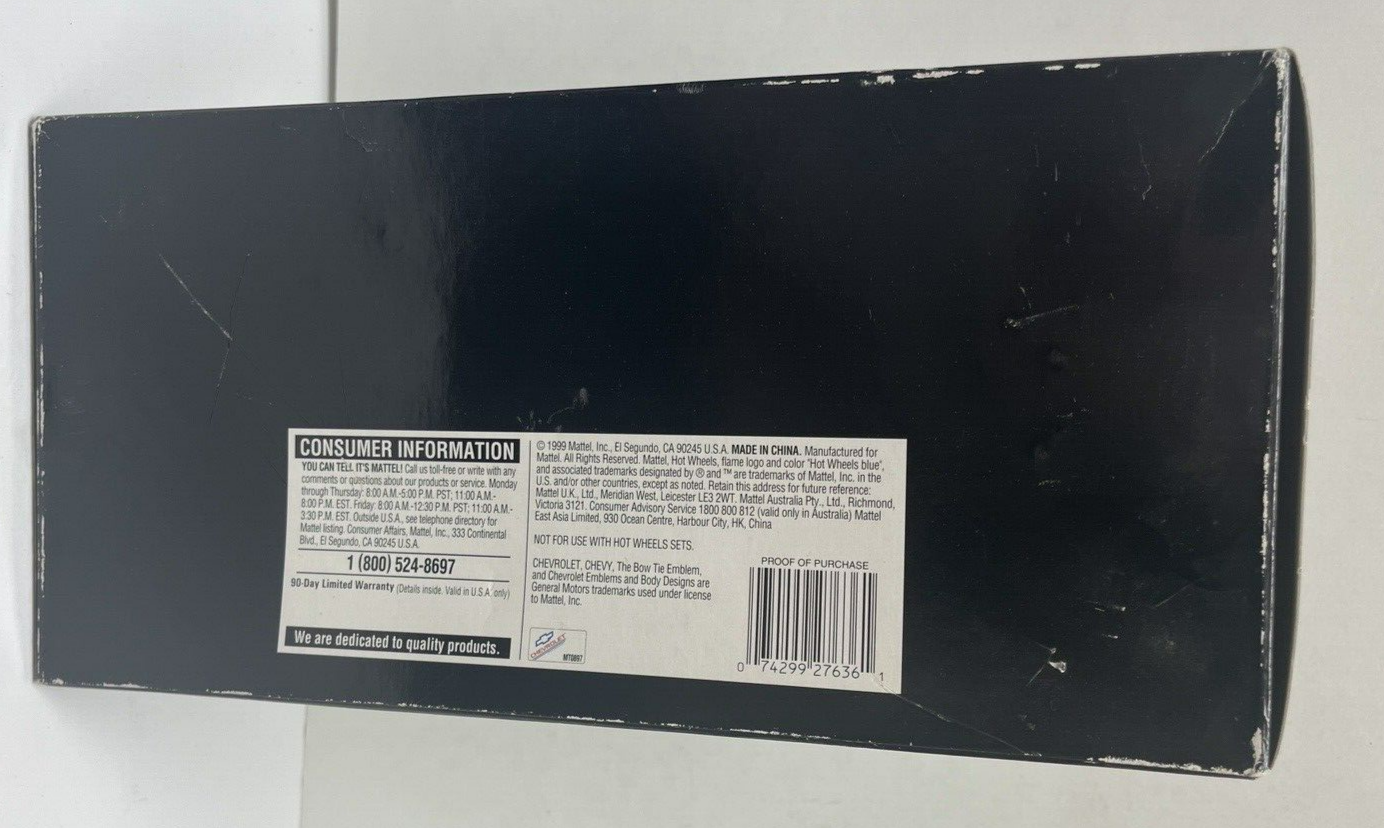 CONSUMER INFORMATION
YOU CAN TELL IT'S MATTEL! Call us toll-free or write with any
comments or questions about our products or service. Monday
through Thursday: 8:00 A.M.-5:00 P.M. PST; 11:00 A.M.-
8:00 P.M. EST. Friday: 8:00 A.M.-12:30 P.M. PST; 11:00 A.M.-
3:30 P.M. EST. Outside U.S.A., see telephone directory for
Mattel listing. Consumer Affairs, Mattel, Inc., 333 Continental
Blvd., El Segundo, CA 90245 U.S.A.
1 (800) 524-8697
90-Day Limited Warranty (Details inside. Valid in U.S.A. only)
We are dedicated to quality products.
© 1999 Mattel, Inc., El Segundo, CA 90245 U.S.A. MADE IN CHINA. Manufactured for
Mattel. All Rights Reserved. Mattel, Hot Wheels, flame logo and color "Hot Wheels blue",
and associated trademarks designated by ® and ™ are trademarks of Mattel, Inc. in the
U.S. and/or other countries, except as noted. Retain this address for future reference:
Mattel U.K., Ltd., Meridian West, Leicester LE3 2WT. Mattel Australia Pty., Ltd., Richmond,
Victoria 3121. Consumer Advisory Service 1800 800 812 (valid only in Australia) Mattel
East Asia Limited, 930 Ocean Centre, Harbour City, HK, China
NOT FOR USE WITH HOT WHEELS SETS.
CHEVROLET, CHEVY, The Bow Tie Emblem,
and Chevrolet Emblems and Body Designs are
General Motors trademarks used under license
to Mattel, Inc.
CHEVROLET
MT0897
PROOF OF PURCHASE
0 74299 27636 1